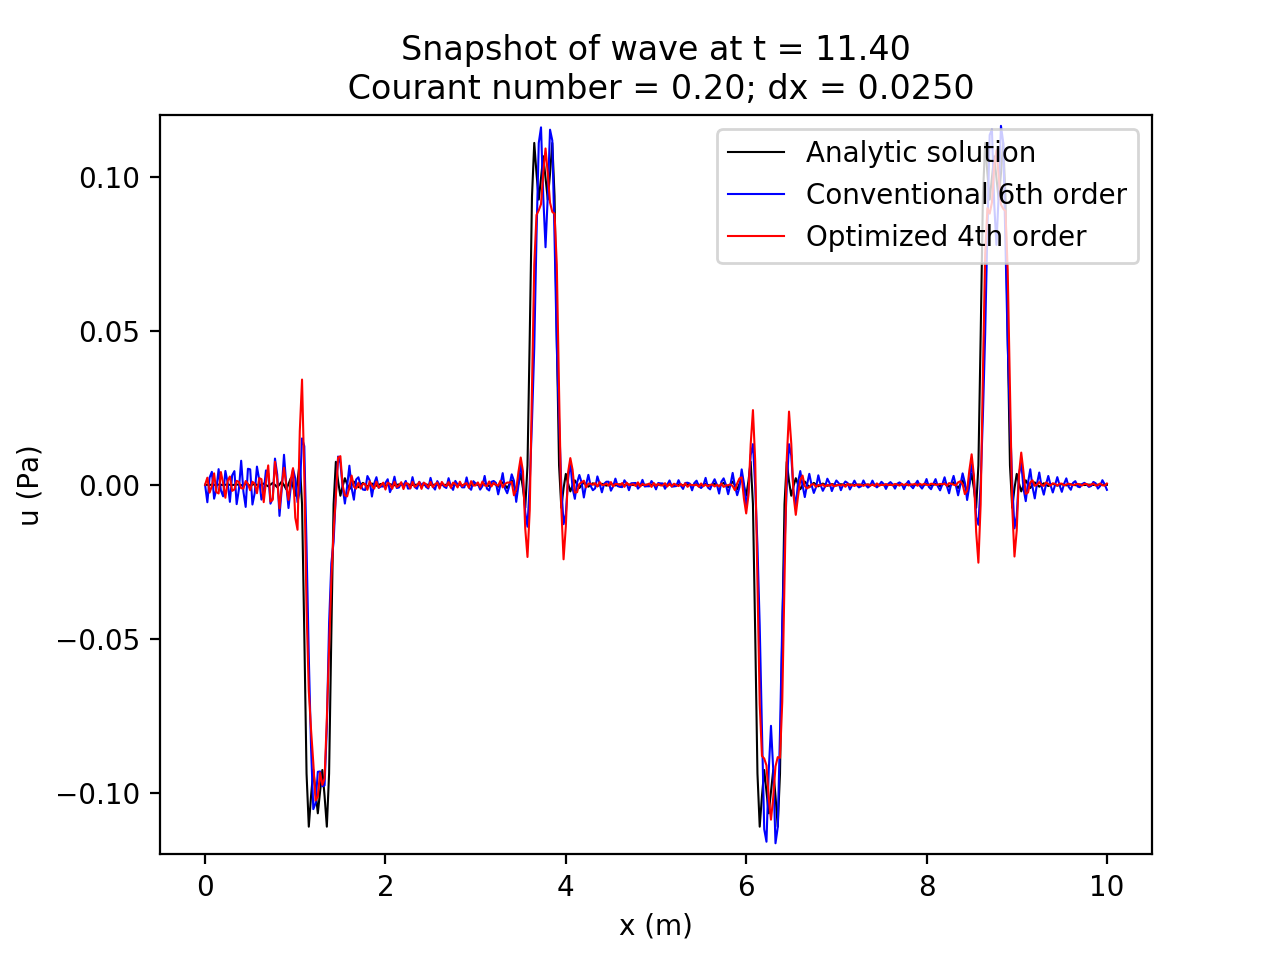 Snapshot of wave at t = 11.40
Courant number = 0.20; dx = 0.0250
Analytic solution
Conventional 6th order
Optimized 4th order
0.10
0.05
0.00
−0.05
−0.10
u (Pa)
0 2 4 6 8 10
x (m)